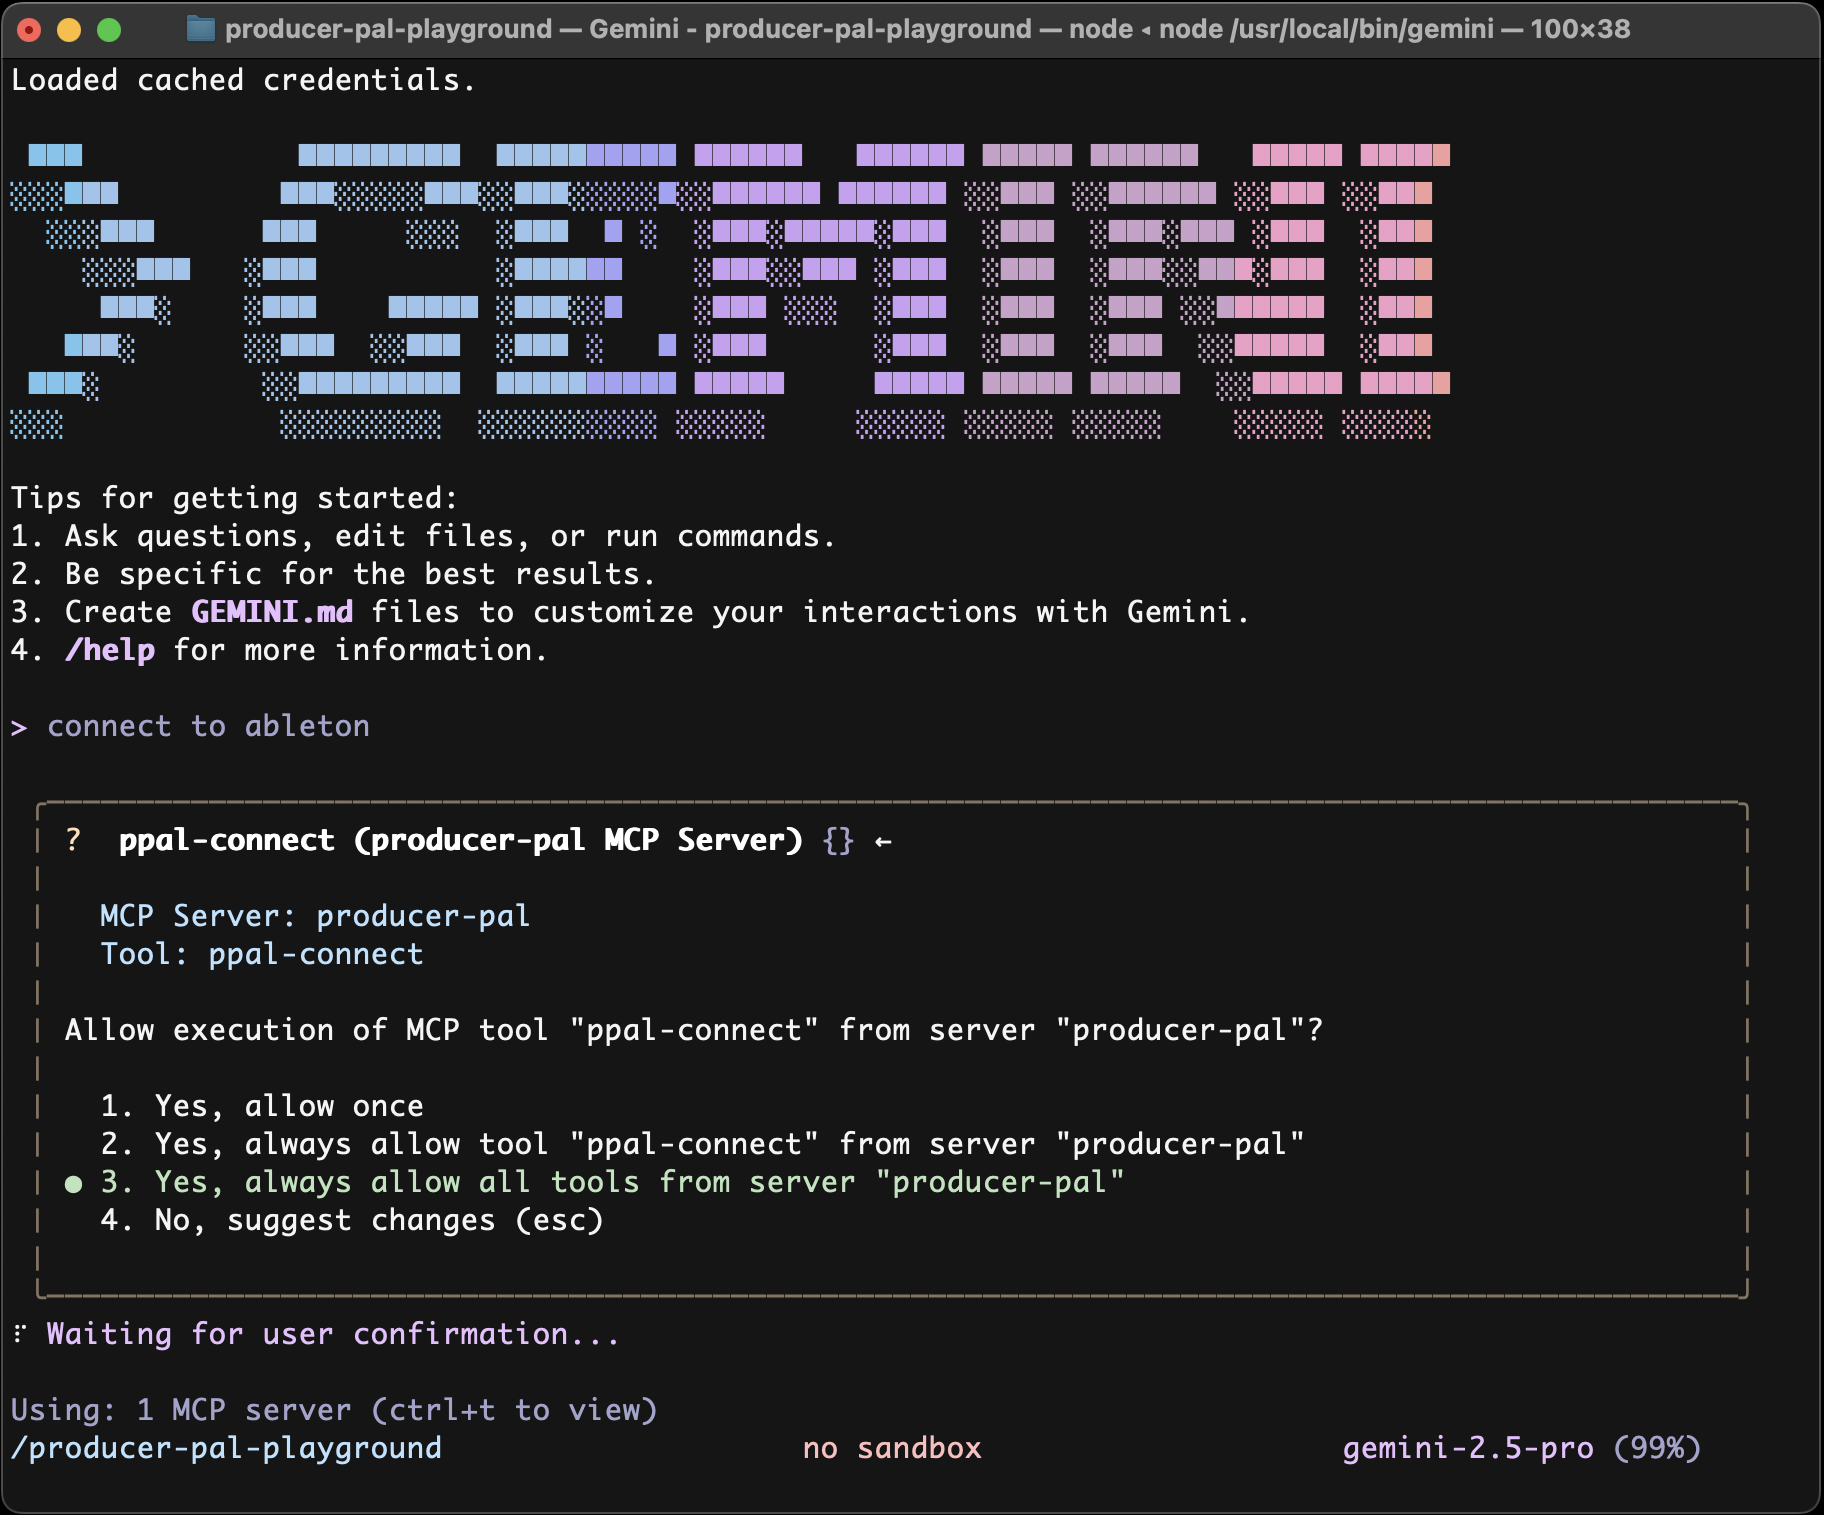 producer-pal-playground — Gemini - producer-pal-playground — node ◂ node /usr/local/bin/gemini — 100×38
Loaded cached credentials.
> GEMINI
Tips for getting started:
1. Ask questions, edit files, or run commands.
2. Be specific for the best results.
3. Create GEMINI.md files to customize your interactions with Gemini.
4. /help for more information.
> connect to ableton
? ppal-connect (producer-pal MCP Server) {} ←
MCP Server: producer-pal
Tool: ppal-connect
Allow execution of MCP tool "ppal-connect" from server "producer-pal"?
1. Yes, allow once
2. Yes, always allow tool "ppal-connect" from server "producer-pal"
● 3. Yes, always allow all tools from server "producer-pal"
4. No, suggest changes (esc)
⠏ Waiting for user confirmation...
Using: 1 MCP server (ctrl+t to view)
/producer-pal-playground no sandbox gemini-2.5-pro (99%)